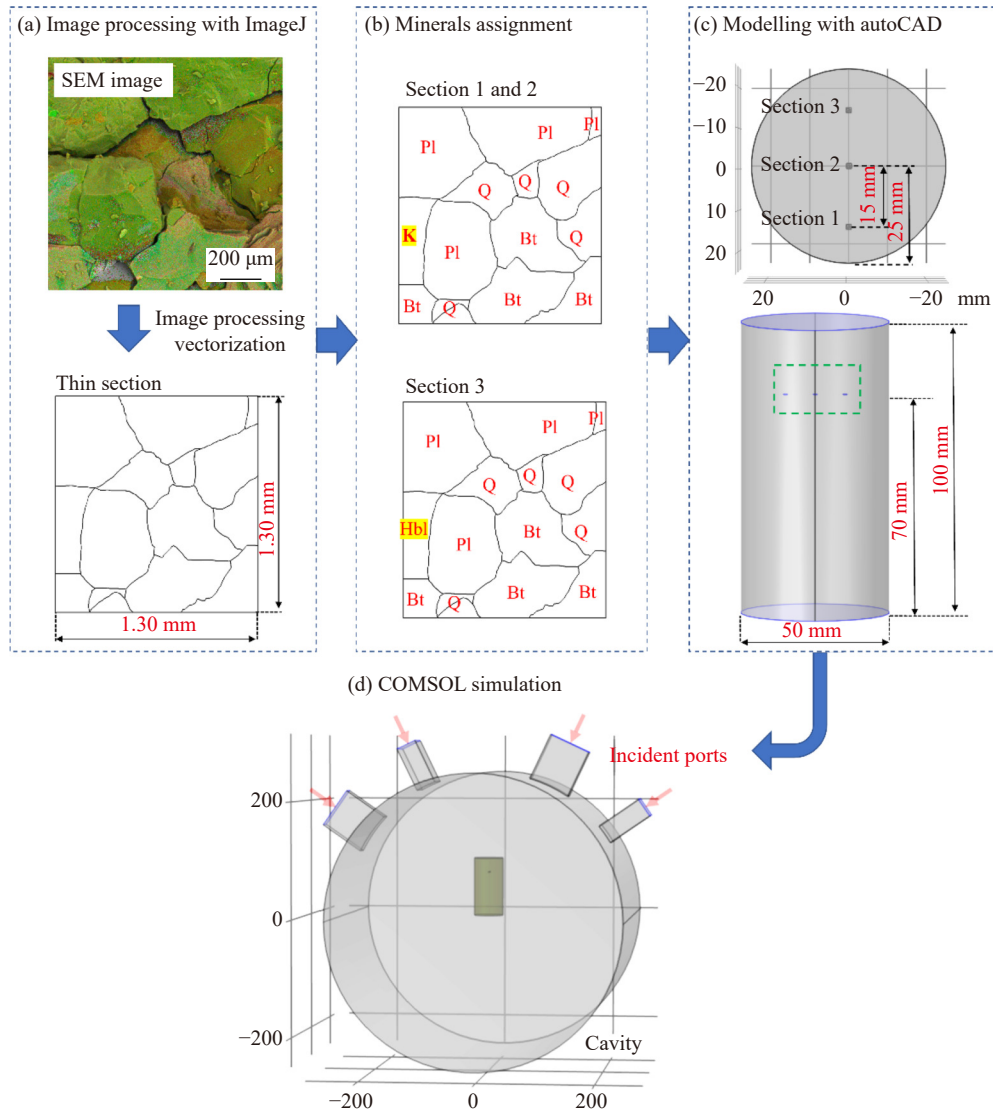 (a) Image processing with ImageJ
SEM image
200 μm
Image processing
vectorization
Thin section
1.30 mm
1.30 mm
(b) Minerals assignment
Section 1 and 2
Pl
Pl
Pl
Q
Q
Q
K
Pl
Bt
Q
Bt
Q
Bt
Bt
Section 3
Pl
Pl
Pl
Q
Q
Q
Hbl
Pl
Bt
Q
Bt
Q
Bt
Bt
(c) Modelling with autoCAD
−20
−10
0
10
20
Section 3
Section 2
Section 1
15 mm
25 mm
20
0
−20
mm
100 mm
70 mm
50 mm
(d) COMSOL simulation
Incident ports
200
0
−200
Cavity
−200
0
200